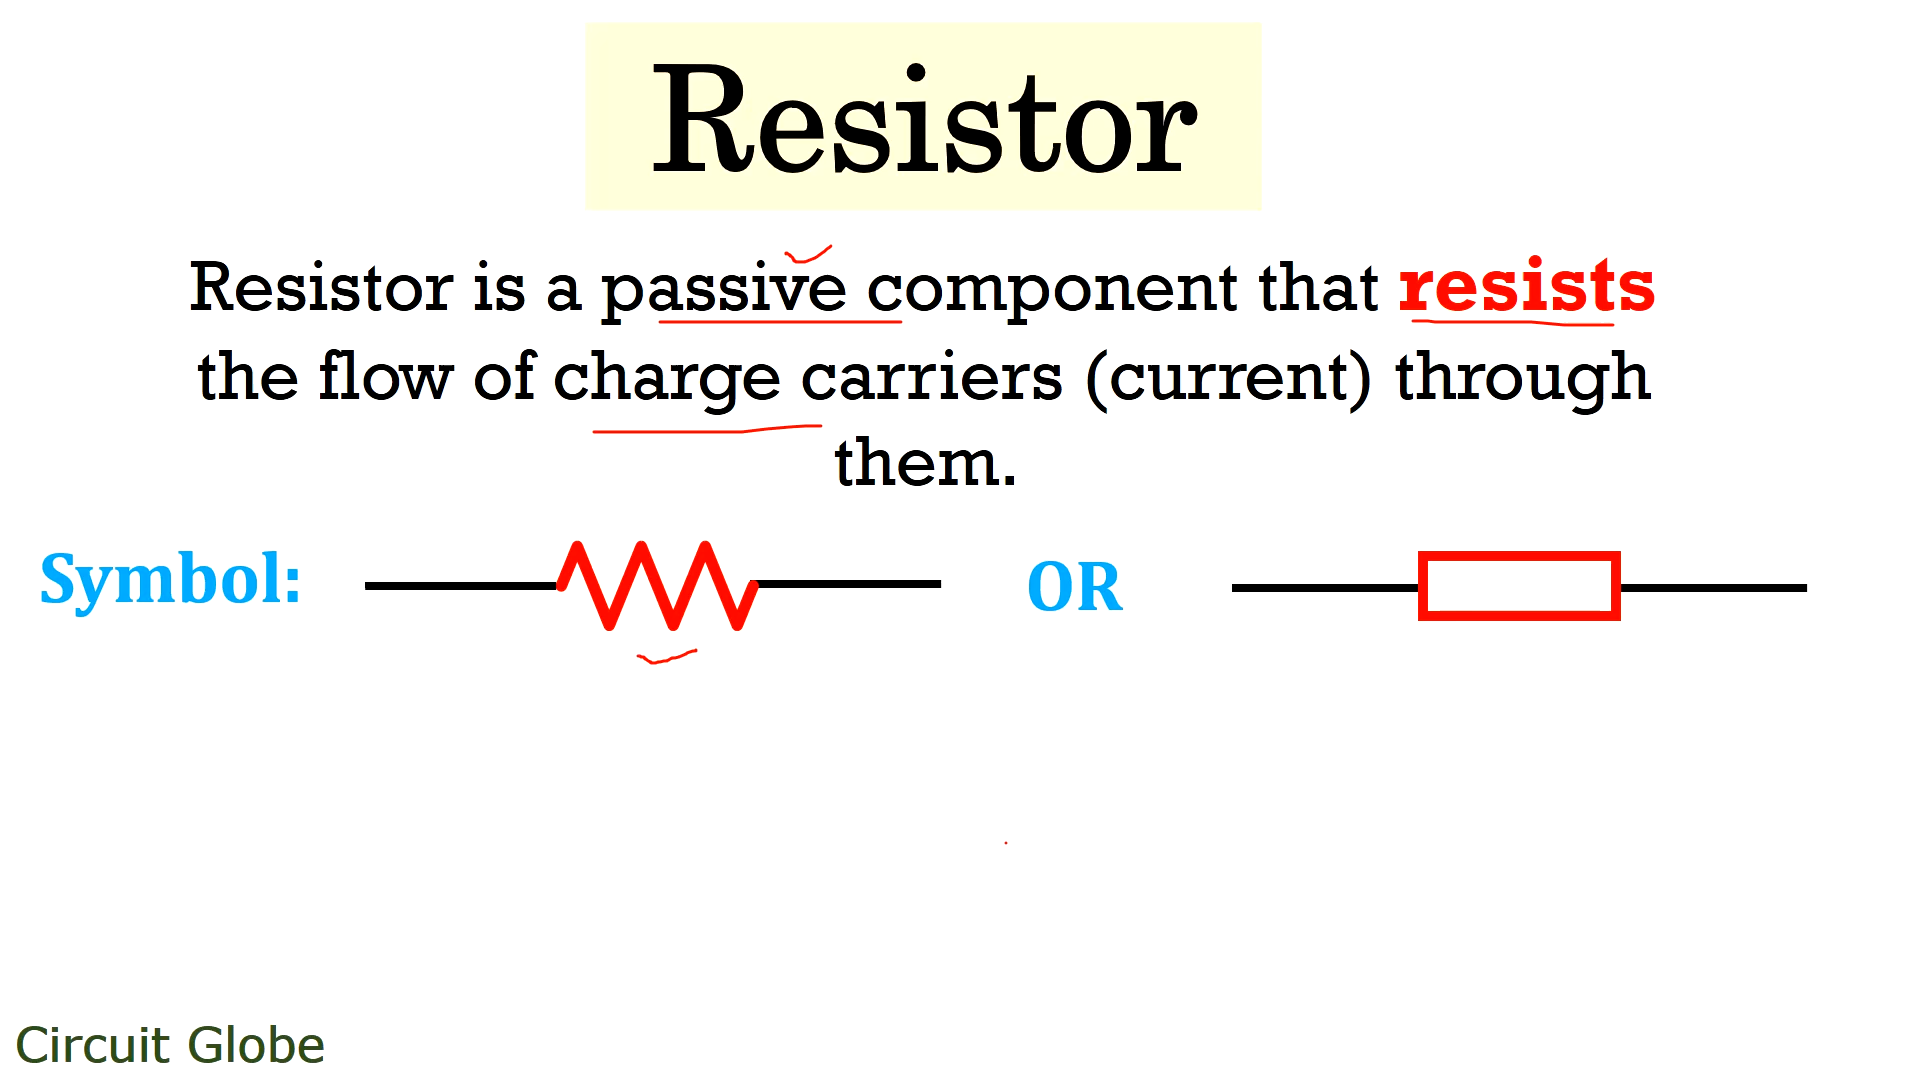 Resistor
Resistor is a passive component that resists
the flow of charge carriers (current) through
them.
Symbol:
OR
Circuit Globe